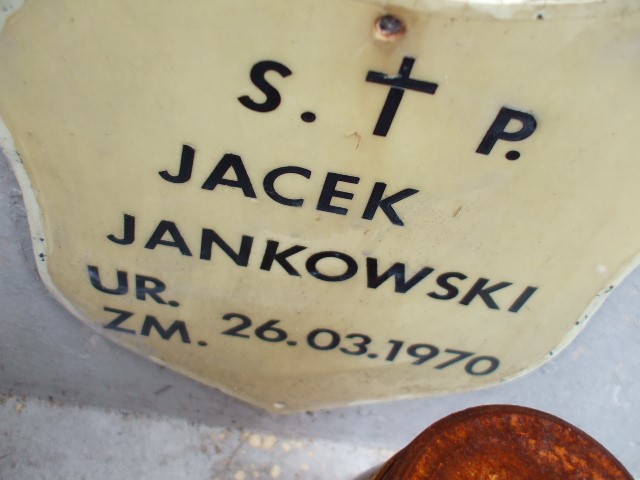 S. P.
JACEK
JANKOWSKI
UR.
ZM. 26.03.1970